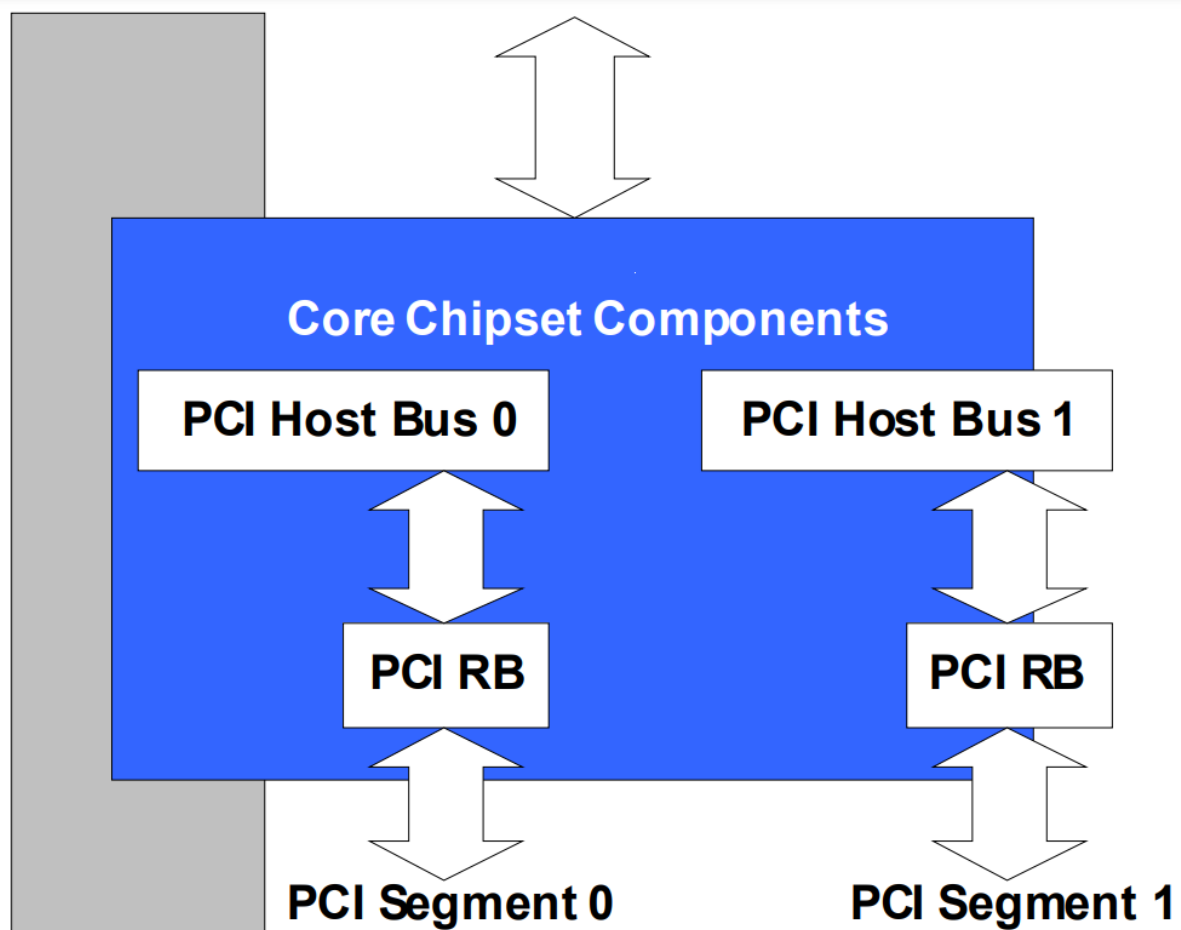 Core Chipset Components
PCI Host Bus 0
PCI Host Bus 1
PCI RB
PCI RB
PCI Segment 0
PCI Segment 1